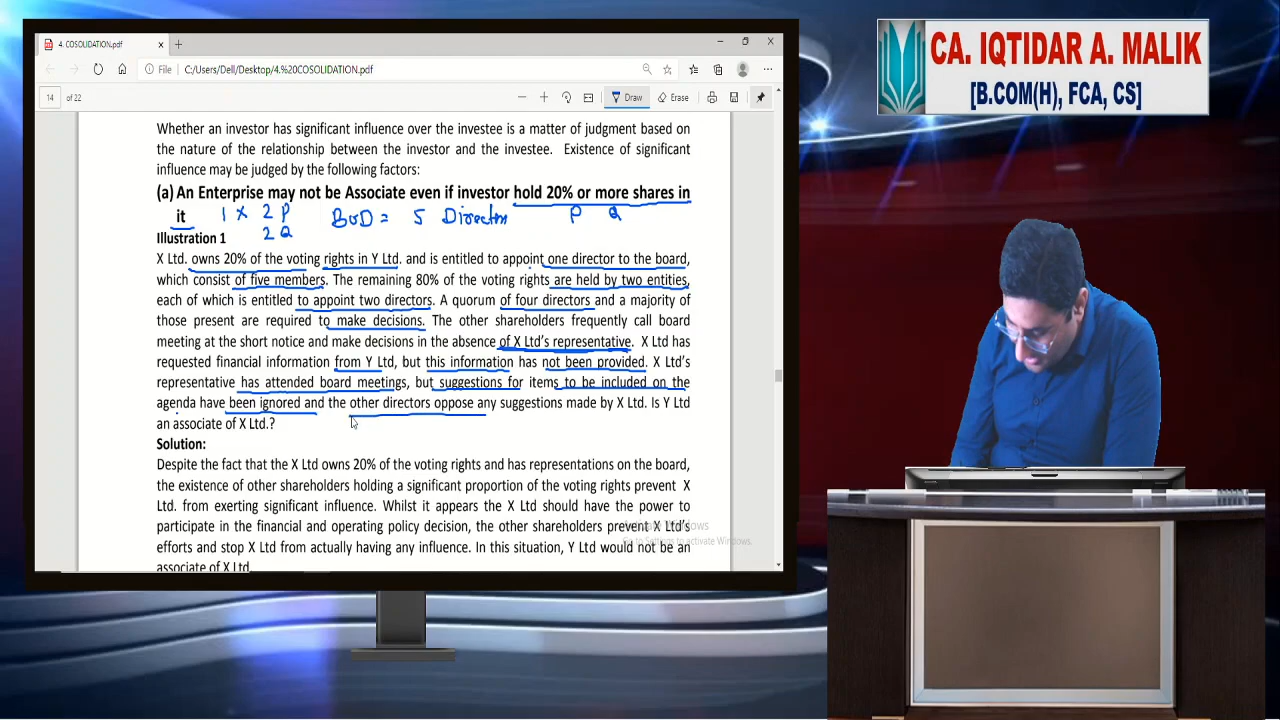 4. COSOLIDATION.pdf
File | C:/Users/Dell/Desktop/4.%20COSOLIDATION.pdf
14 of 22
Draw
Erase
Whether an investor has significant influence over the investee is a matter of judgment based on
the nature of the relationship between the investor and the investee. Existence of significant
influence may be judged by the following factors:
(a) An Enterprise may not be Associate even if investor hold 20% or more shares in
it
1 X 2 P BoD = 5 Directors P Q
2 Q
Illustration 1
X Ltd. owns 20% of the voting rights in Y Ltd. and is entitled to appoint one director to the board,
which consist of five members. The remaining 80% of the voting rights are held by two entities,
each of which is entitled to appoint two directors. A quorum of four directors and a majority of
those present are required to make decisions. The other shareholders frequently call board
meeting at the short notice and make decisions in the absence of X Ltd's representative. X Ltd has
requested financial information from Y Ltd, but this information has not been provided. X Ltd's
representative has attended board meetings, but suggestions for items to be included on the
agenda have been ignored and the other directors oppose any suggestions made by X Ltd. Is Y Ltd
an associate of X Ltd.?
Solution:
Despite the fact that the X Ltd owns 20% of the voting rights and has representations on the board,
the existence of other shareholders holding a significant proportion of the voting rights prevent X
Ltd. from exerting significant influence. Whilst it appears the X Ltd should have the power to
participate in the financial and operating policy decision, the other shareholders prevent X Ltd's
efforts and stop X Ltd from actually having any influence. In this situation, Y Ltd would not be an
associate of X Ltd.
Activate Windows
Go to Settings to activate Windows.
CA. IQTIDAR A. MALIK
[B.COM(H), FCA, CS]